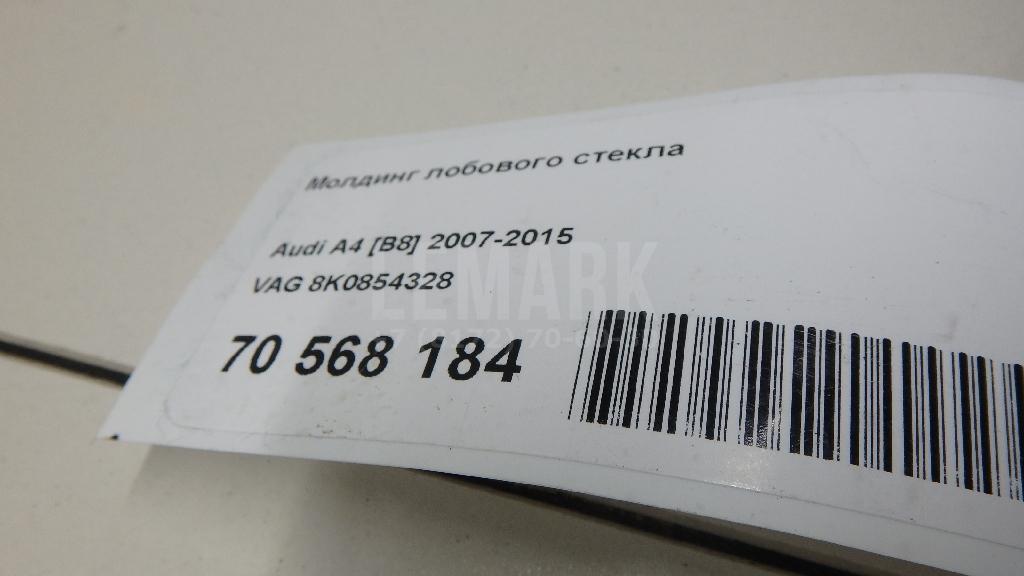 Молдинг лобового стекла
Audi A4 [B8] 2007-2015
VAG 8K0854328
LEMARK
70 568 184